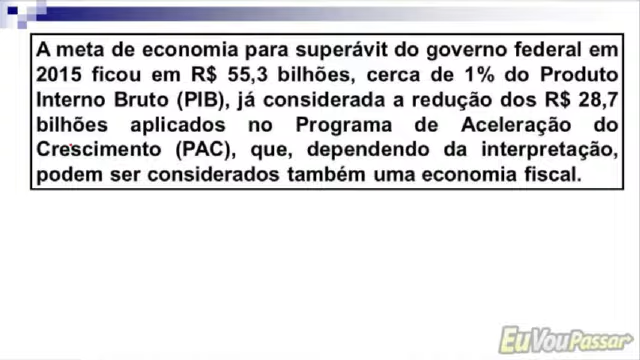 A meta de economia para superávit do governo federal em
2015 ficou em R$ 55,3 bilhões, cerca de 1% do Produto
Interno Bruto (PIB), já considerada a redução dos R$ 28,7
bilhões aplicados no Programa de Aceleração do
Crescimento (PAC), que, dependendo da interpretação,
podem ser considerados também uma economia fiscal.
EuVouPassar